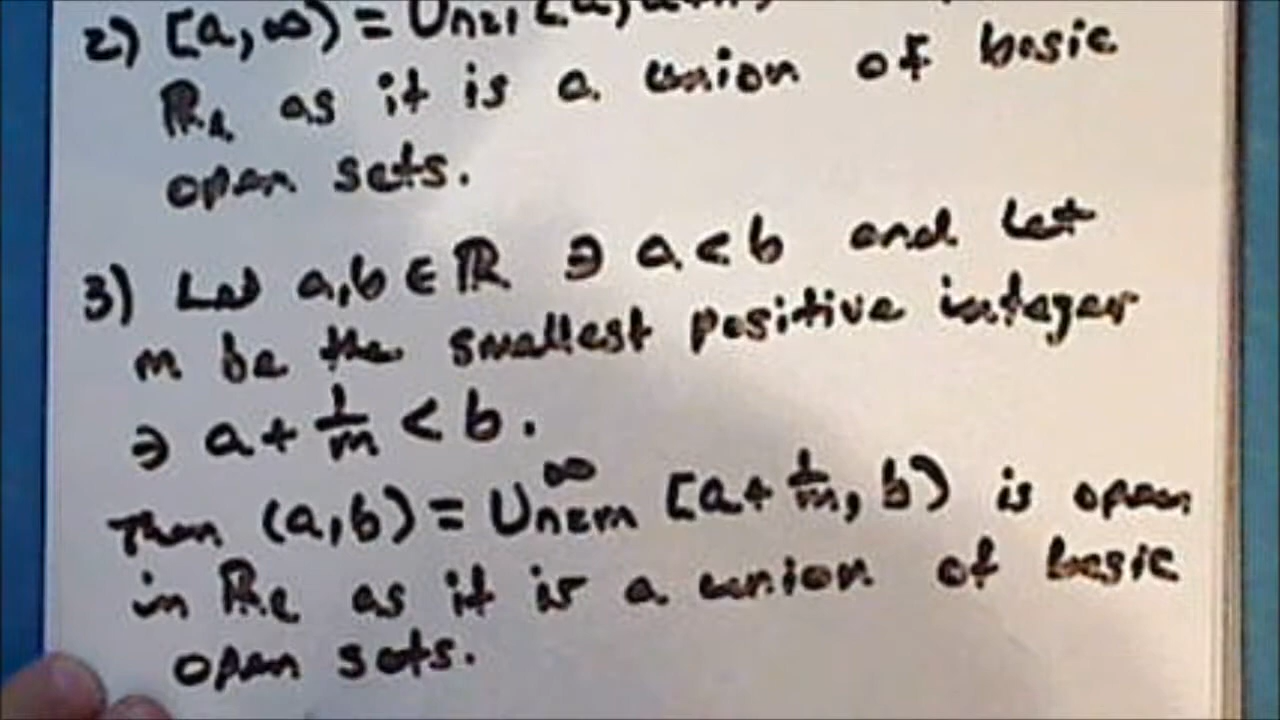 2) [a,∞) = ∪n≥1 [a,
ℝℓ as it is a union of basic
open sets.
3) Let a,b ∈ ℝ ∋ a < b and let
m be the smallest positive integer
∋ a + 1/m < b.
Then (a,b) = ∪n=m^∞ [a + 1/m, b) is open
in ℝℓ as it is a union of basic
open sets.